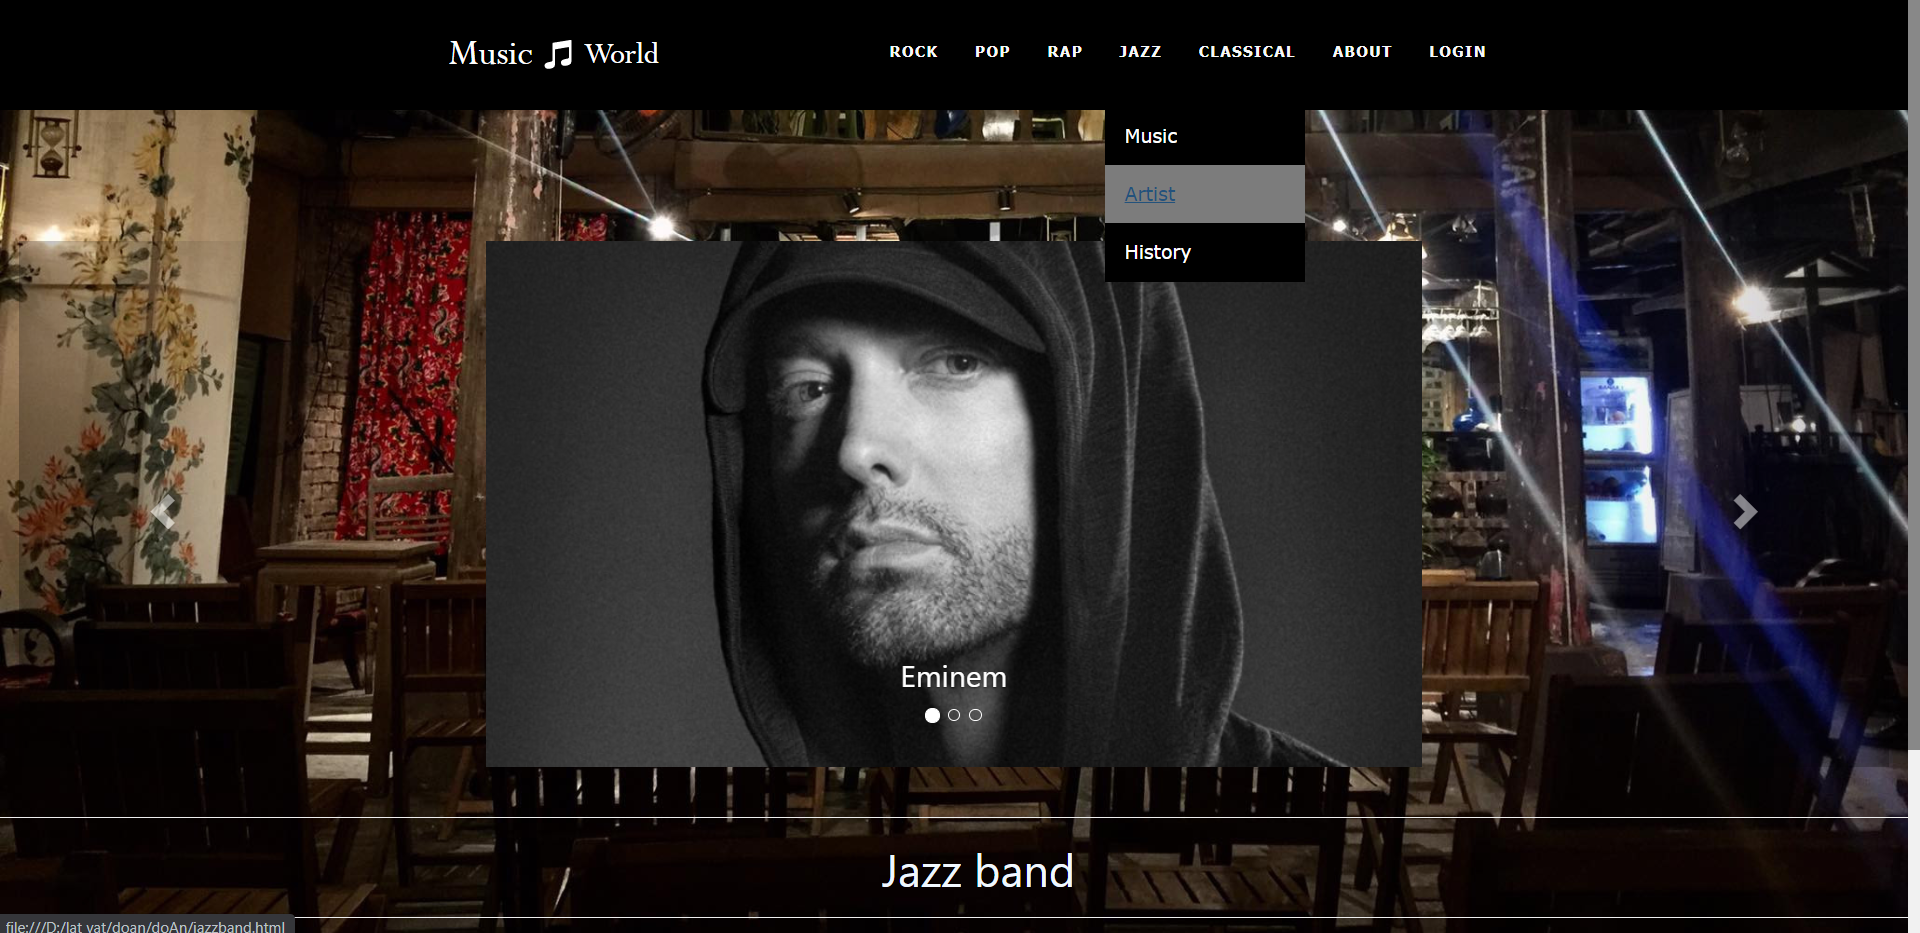 Music World
ROCK POP RAP JAZZ CLASSICAL ABOUT LOGIN
Music
Artist
History
Eminem
Jazz band
file:///D:/lat vat/doan/doAn/jazzband.html